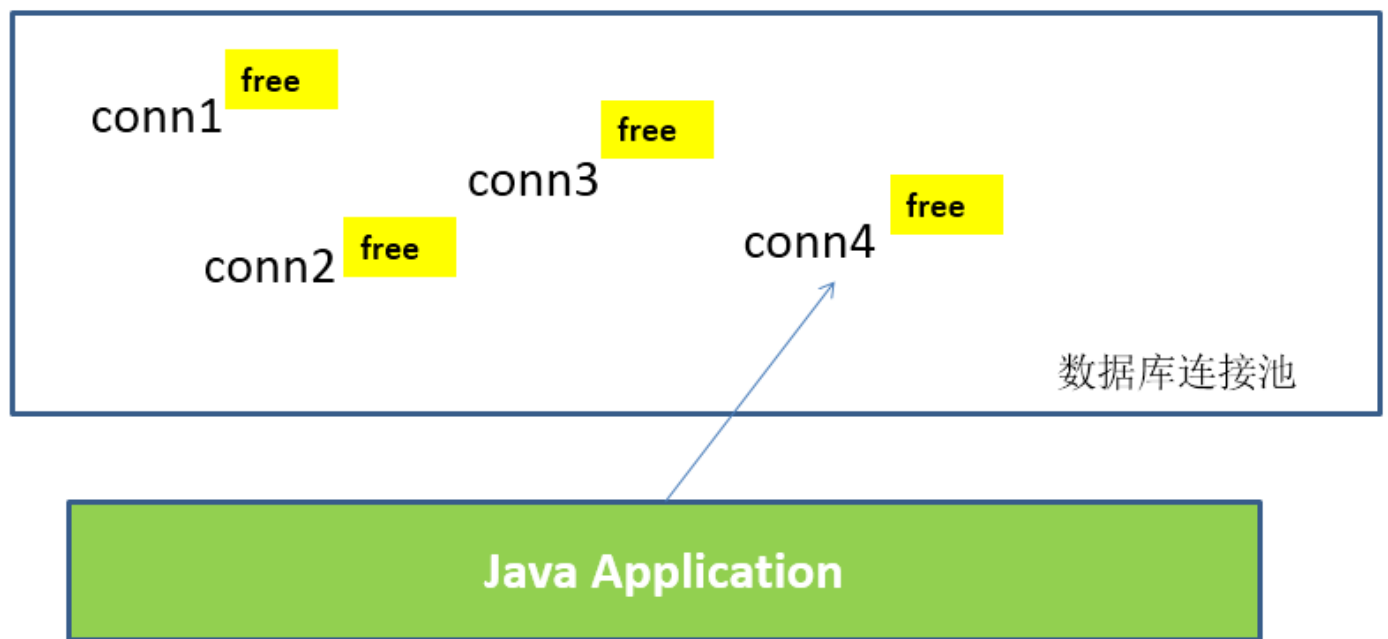 free
conn1
free
conn3
free
conn4
free
conn2
数据库连接池
Java Application